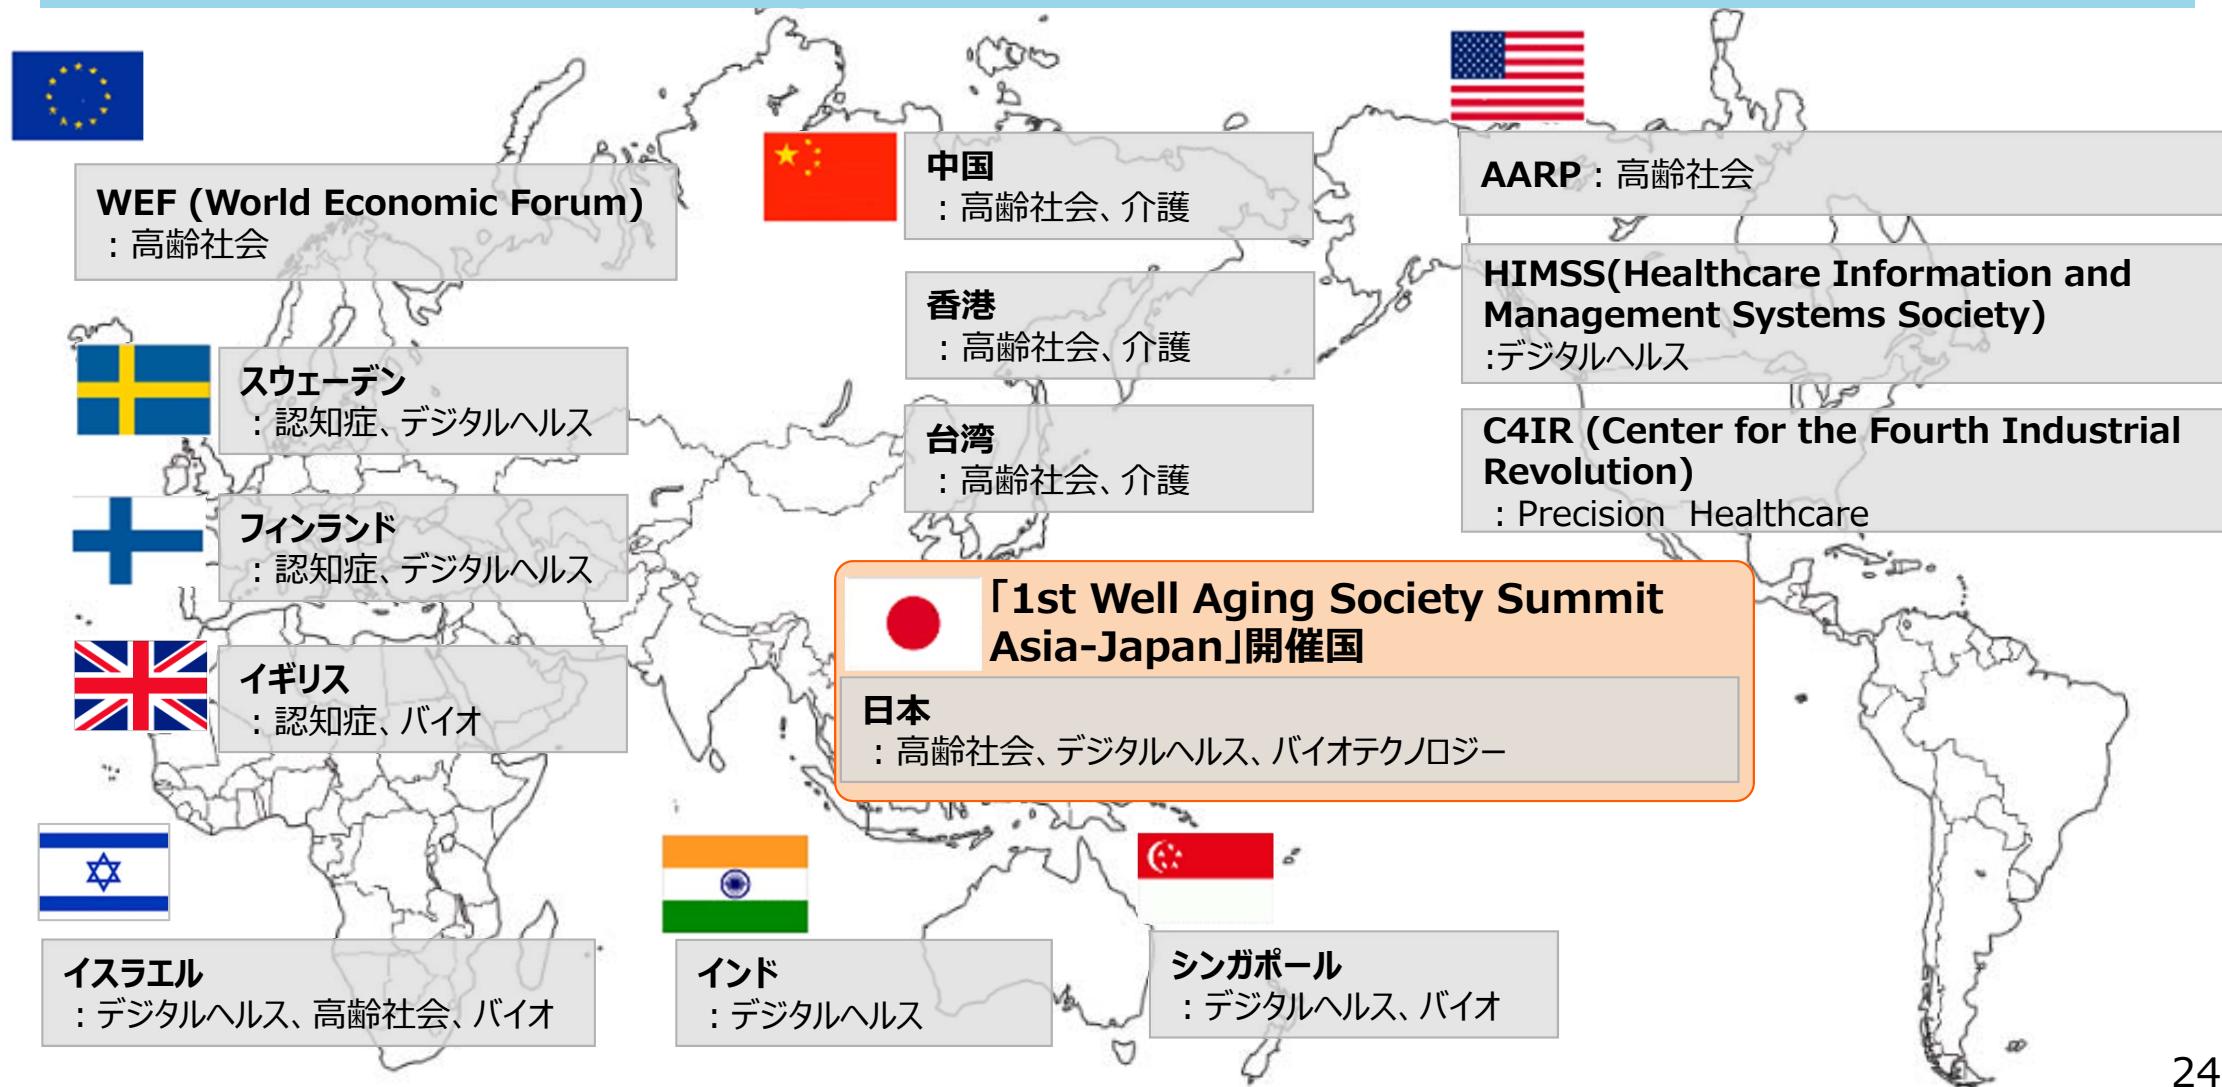 WEF (World Economic Forum)
：高齢社会
スウェーデン
：認知症、デジタルヘルス
フィンランド
：認知症、デジタルヘルス
イギリス
：認知症、バイオ
イスラエル
：デジタルヘルス、高齢社会、バイオ
中国
：高齢社会、介護
香港
：高齢社会、介護
台湾
：高齢社会、介護
「1st Well Aging Society Summit
Asia-Japan」開催国
日本
：高齢社会、デジタルヘルス、バイオテクノロジー
インド
：デジタルヘルス
シンガポール
：デジタルヘルス、バイオ
AARP：高齢社会
HIMSS(Healthcare Information and
Management Systems Society)
:デジタルヘルス
C4IR (Center for the Fourth Industrial
Revolution)
：Precision Healthcare
24